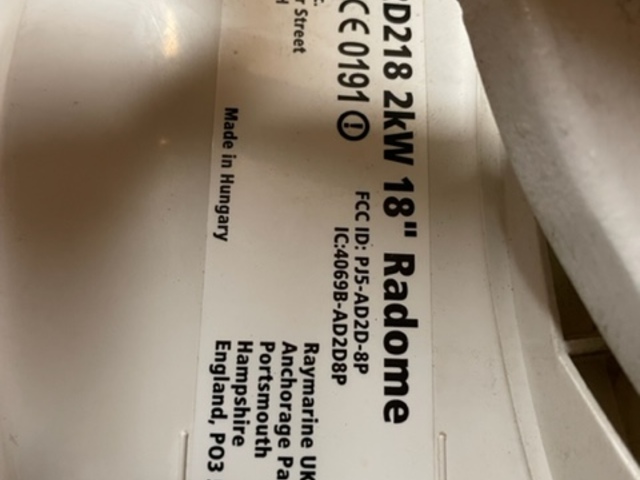 D218 2kW 18" Radome
CE 0191
FCC ID: PJ5-AD2D-8P
IC:4069B-AD2D8P
Street
Made in Hungary
Raymarine UK
Anchorage Pa
Portsmouth
Hampshire
England, PO3